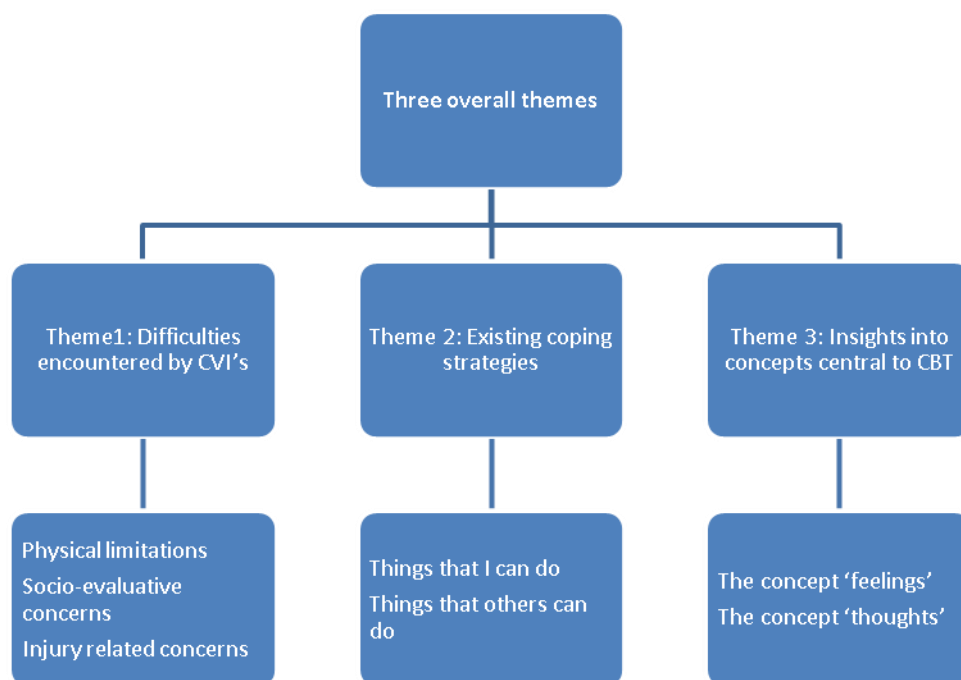 Three overall themes
Theme1: Difficulties
encountered by CVI's
Theme 2: Existing coping
strategies
Theme 3: Insights into
concepts central to CBT
Physical limitations
Socio-evaluative
concerns
Injury related concerns
Things that I can do
Things that others can
do
The concept ‘feelings’
The concept ‘thoughts’